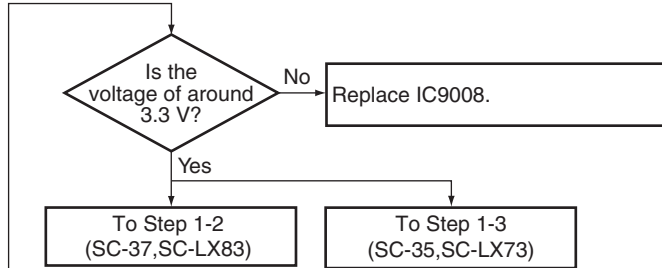 Is the
voltage of around
3.3 V?
No
Replace IC9008.
Yes
To Step 1-2
(SC-37,SC-LX83)
To Step 1-3
(SC-35,SC-LX73)